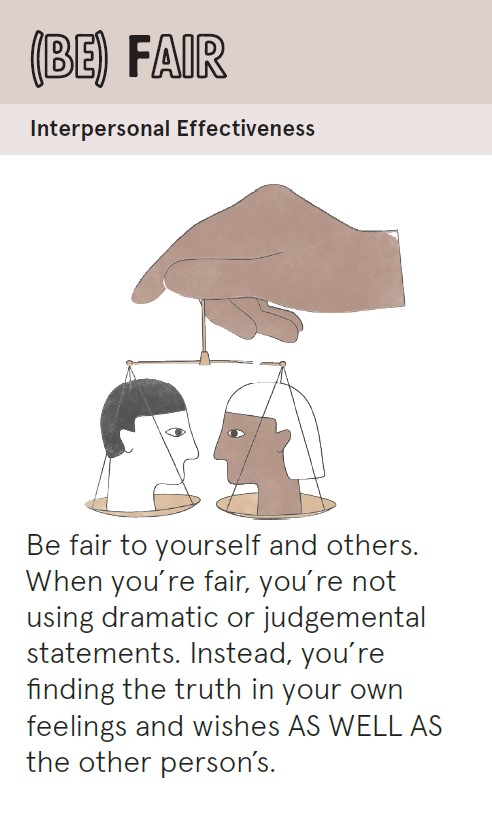 (BE) FAIR
Interpersonal Effectiveness
Be fair to yourself and others.
When you´re fair, you´re not
using dramatic or judgemental
statements. Instead, you´re
finding the truth in your own
feelings and wishes AS WELL AS
the other person’s.